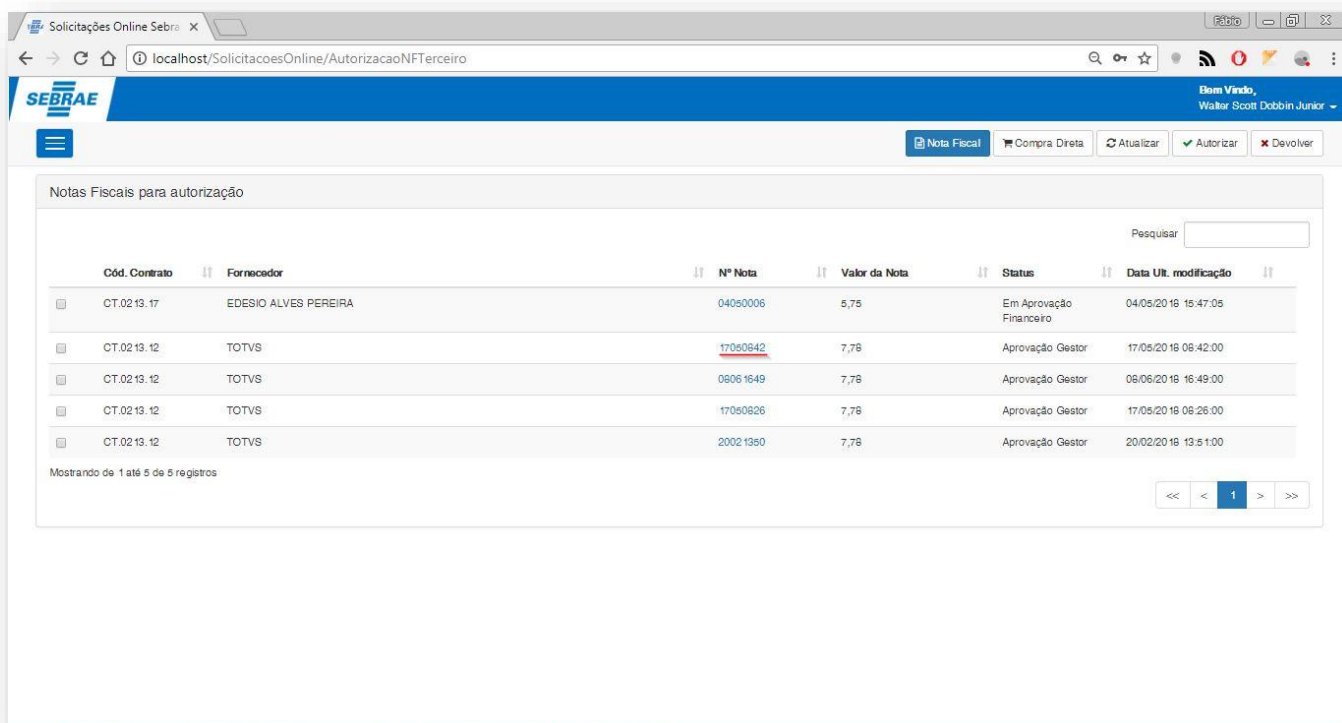 Solicitações Online Sebra
Fábio
localhost/SolicitacoesOnline/AutorizacaoNFTerceiro
SEBRAE
Bem Vindo,
Walter Scott Dobbin Junior
Nota Fiscal Compra Direta Atualizar Autorizar Devolver
Notas Fiscais para autorização
Pesquisar
Cód. Contrato Fornecedor Nº Nota Valor da Nota Status Data Ult. modificação
CT.0213.17 EDESIO ALVES PEREIRA 04050006 5,75 Em Aprovação Financeiro 04/05/2018 15:47:05
CT.0213.12 TOTVS 17050842 7,78 Aprovação Gestor 17/05/2018 08:42:00
CT.0213.12 TOTVS 08061649 7,78 Aprovação Gestor 08/06/2018 16:49:00
CT.0213.12 TOTVS 17050826 7,78 Aprovação Gestor 17/05/2018 08:26:00
CT.0213.12 TOTVS 20021350 7,78 Aprovação Gestor 20/02/2018 13:51:00
Mostrando de 1 até 5 de 5 registros
<< < 1 > >>